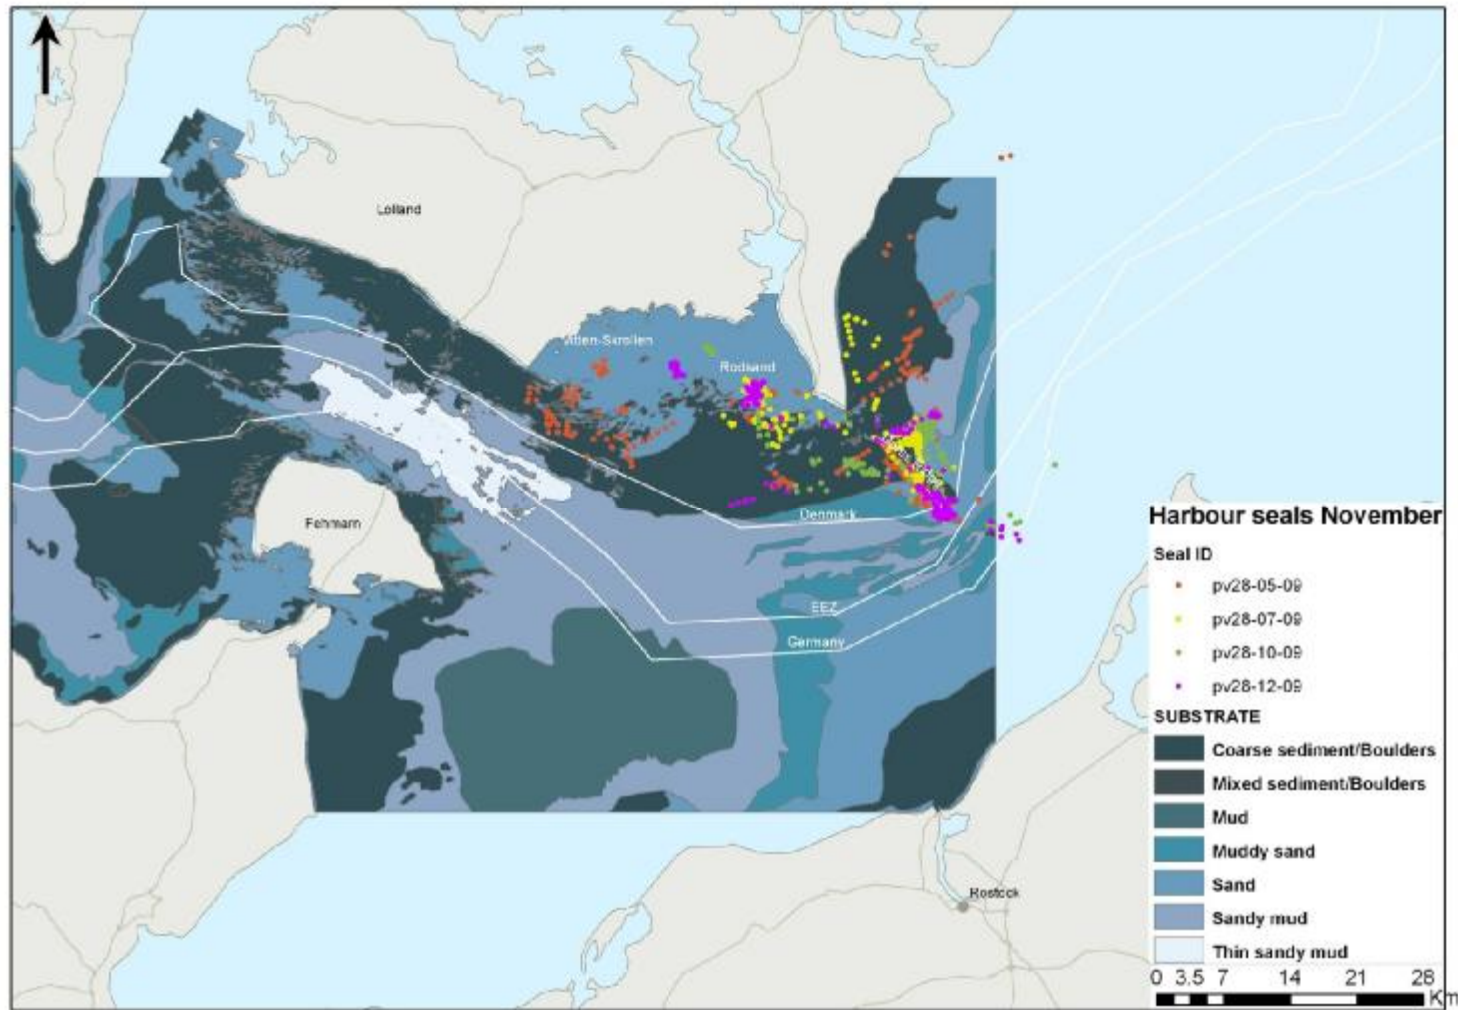 Lolland
Atten-Skrollen
Rodsand
Fehmarn
Denmark
EEZ
Germany
Rostock
Harbour seals November
Seal ID
pv28-05-09
pv28-07-09
pv28-10-09
pv28-12-09
SUBSTRATE
Coarse sediment/Boulders
Mixed sediment/Boulders
Mud
Muddy sand
Sand
Sandy mud
Thin sandy mud
0 3.5 7 14 21 28
Km